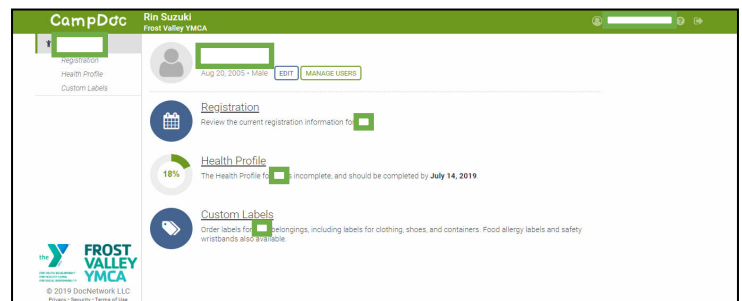 CampDoc
Rin Suzuki
Frost Valley YMCA
Registration
Health Profile
Custom Labels
Aug 20, 2005 • Male EDIT MANAGE USERS
Registration
Review the current registration information for
Health Profile
18%
The Health Profile for s incomplete, and should be completed by July 14, 2019.
Custom Labels
Order labels for belongings, including labels for clothing, shoes, and containers. Food allergy labels and safety
wristbands also available.
the Y FROST
VALLEY
YMCA
© 2019 DocNetwork LLC
Privacy • Security • Terms of Use